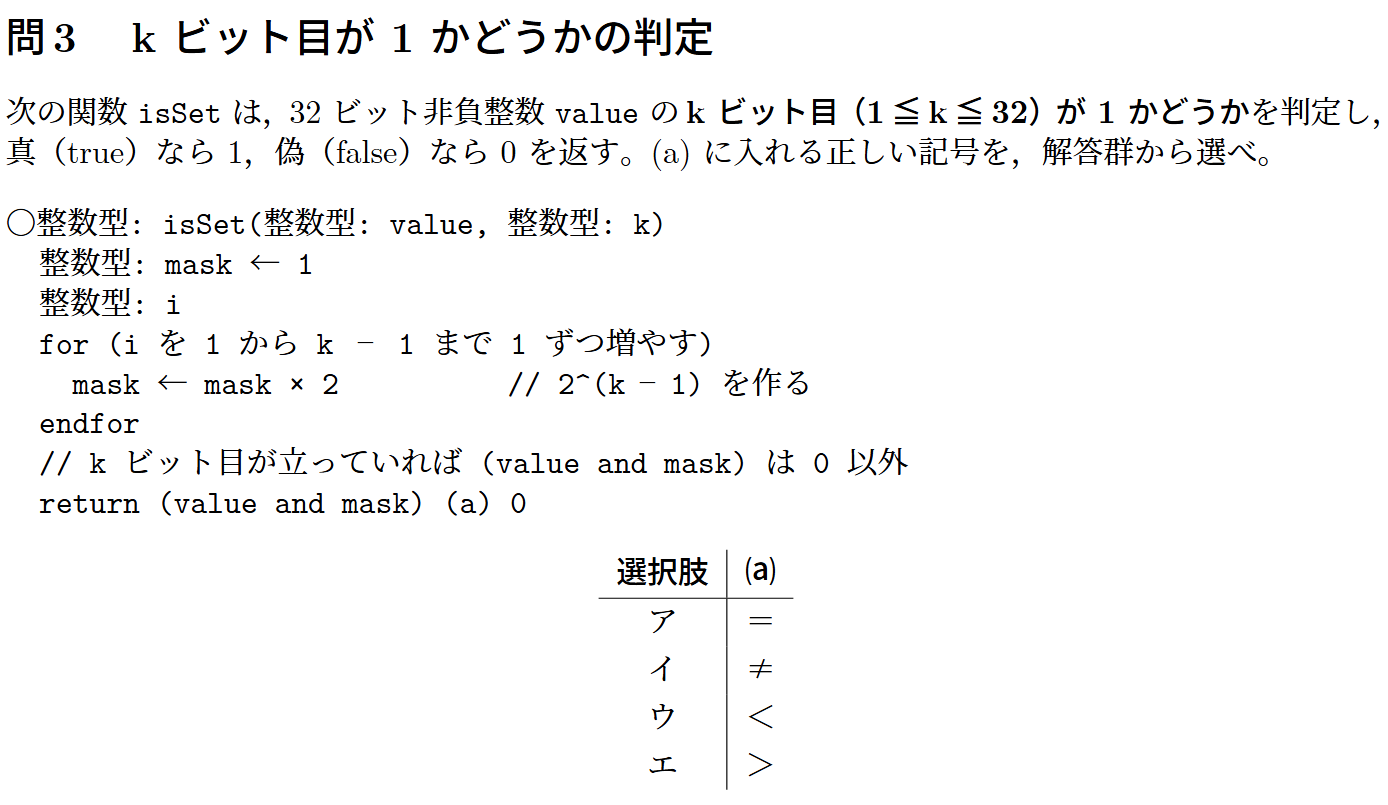 問 3 k ビット目が 1 かどうかの判定
次の関数 isSet は，32 ビット非負整数 value の k ビット目（1 ≦ k ≦ 32）が 1 かどうかを判定し，
真（true）なら 1，偽（false）なら 0 を返す。(a) に入れる正しい記号を，解答群から選べ。
○整数型: isSet(整数型: value, 整数型: k)
整数型: mask ← 1
整数型: i
for (i を 1 から k − 1 まで 1 ずつ増やす)
mask ← mask × 2 // 2^(k − 1) を作る
endfor
// k ビット目が立っていれば (value and mask) は 0 以外
return (value and mask) (a) 0
選択肢 (a)
ア =
イ ≠
ウ <
エ >